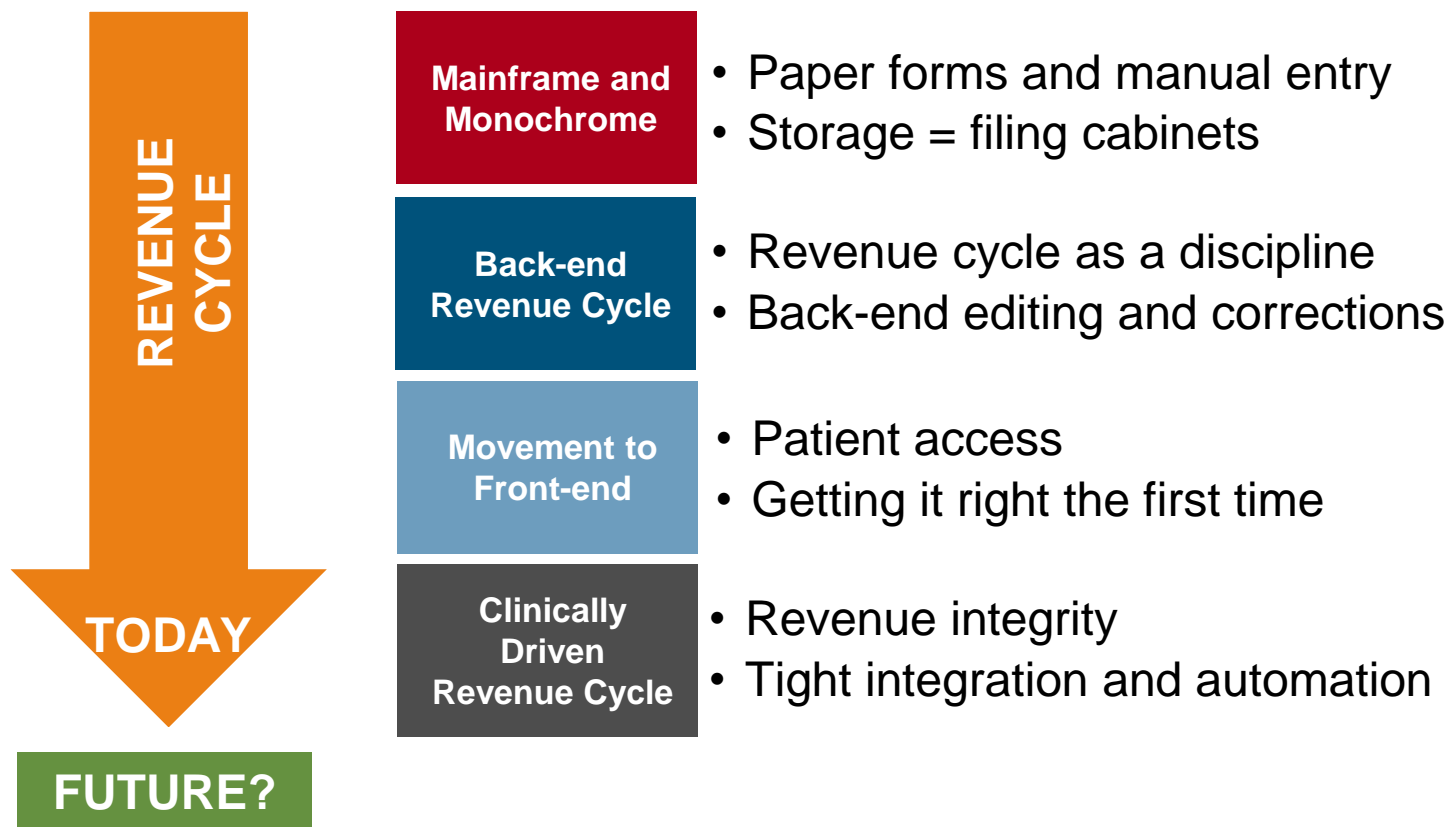 REVENUE
CYCLE
TODAY
FUTURE?
Mainframe and
Monochrome
• Paper forms and manual entry
• Storage = filing cabinets
Back-end
Revenue Cycle
• Revenue cycle as a discipline
• Back-end editing and corrections
Movement to
Front-end
• Patient access
• Getting it right the first time
Clinically
Driven
Revenue Cycle
• Revenue integrity
• Tight integration and automation